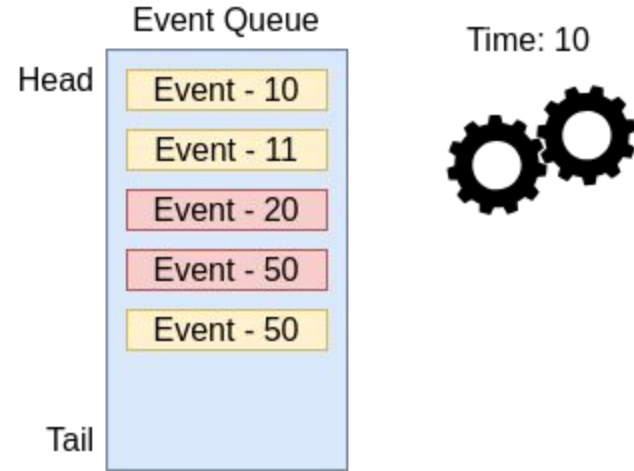 Event Queue
Time: 10
Head
Event - 10
Event - 11
Event - 20
Event - 50
Event - 50
Tail